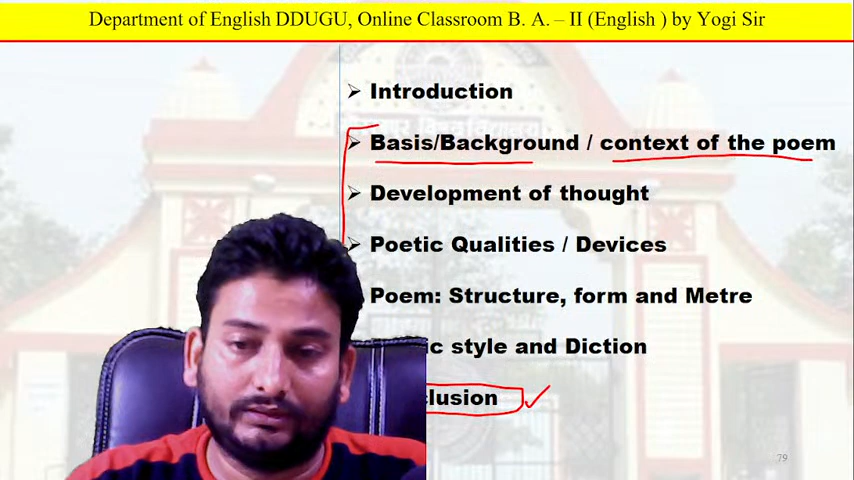 Department of English DDUGU, Online Classroom B. A. – II (English ) by Yogi Sir
Introduction
Basis/Background / context of the poem
Development of thought
Poetic Qualities / Devices
Poem: Structure, form and Metre
style and Diction
79